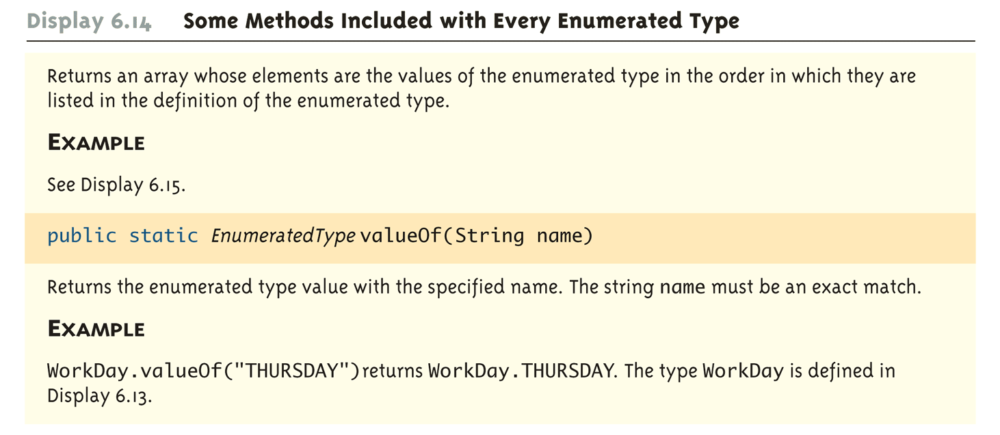 Display 6.14 Some Methods Included with Every Enumerated Type
Returns an array whose elements are the values of the enumerated type in the order in which they are
listed in the definition of the enumerated type.
EXAMPLE
See Display 6.15.
public static EnumeratedType valueOf(String name)
Returns the enumerated type value with the specified name. The string name must be an exact match.
EXAMPLE
WorkDay.valueOf("THURSDAY")returns WorkDay.THURSDAY. The type WorkDay is defined in
Display 6.13.